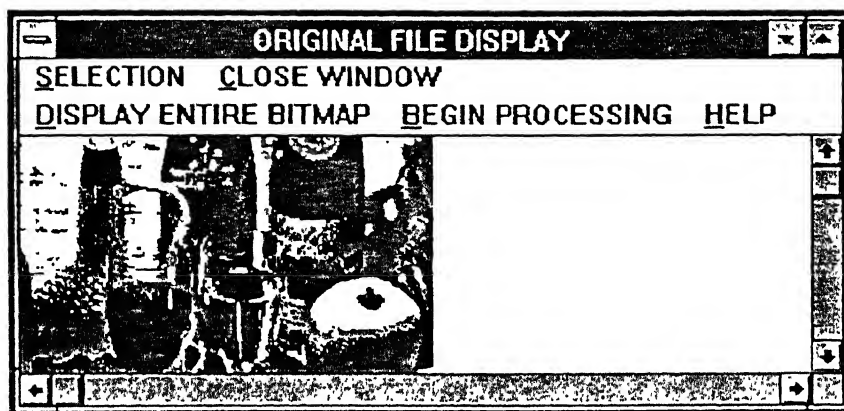 ORIGINAL FILE DISPLAY
SELECTION CLOSE WINDOW
DISPLAY ENTIRE BITMAP BEGIN PROCESSING HELP